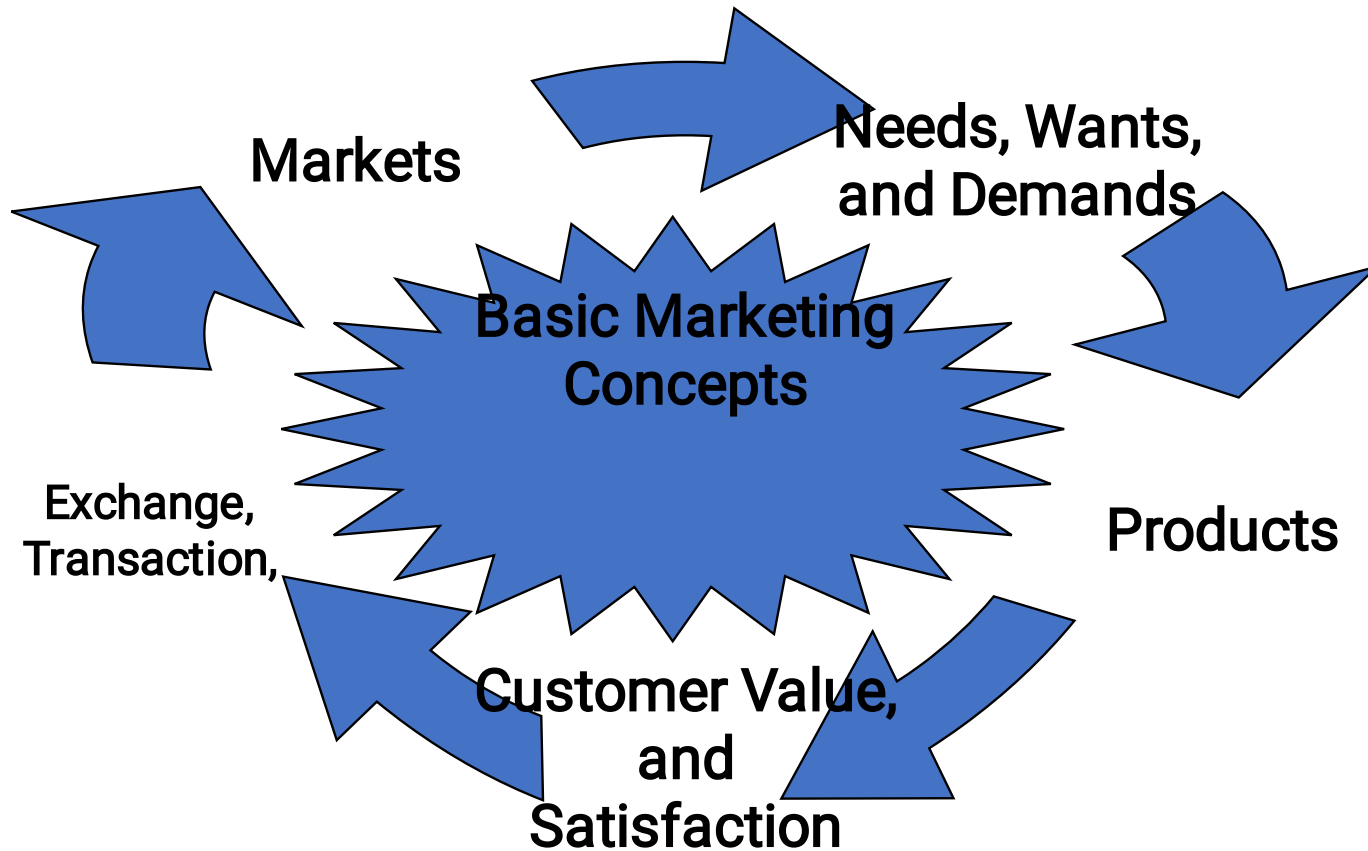 Markets
Needs, Wants,
and Demands
Basic Marketing
Concepts
Exchange,
Transaction,
Products
Customer Value,
and
Satisfaction